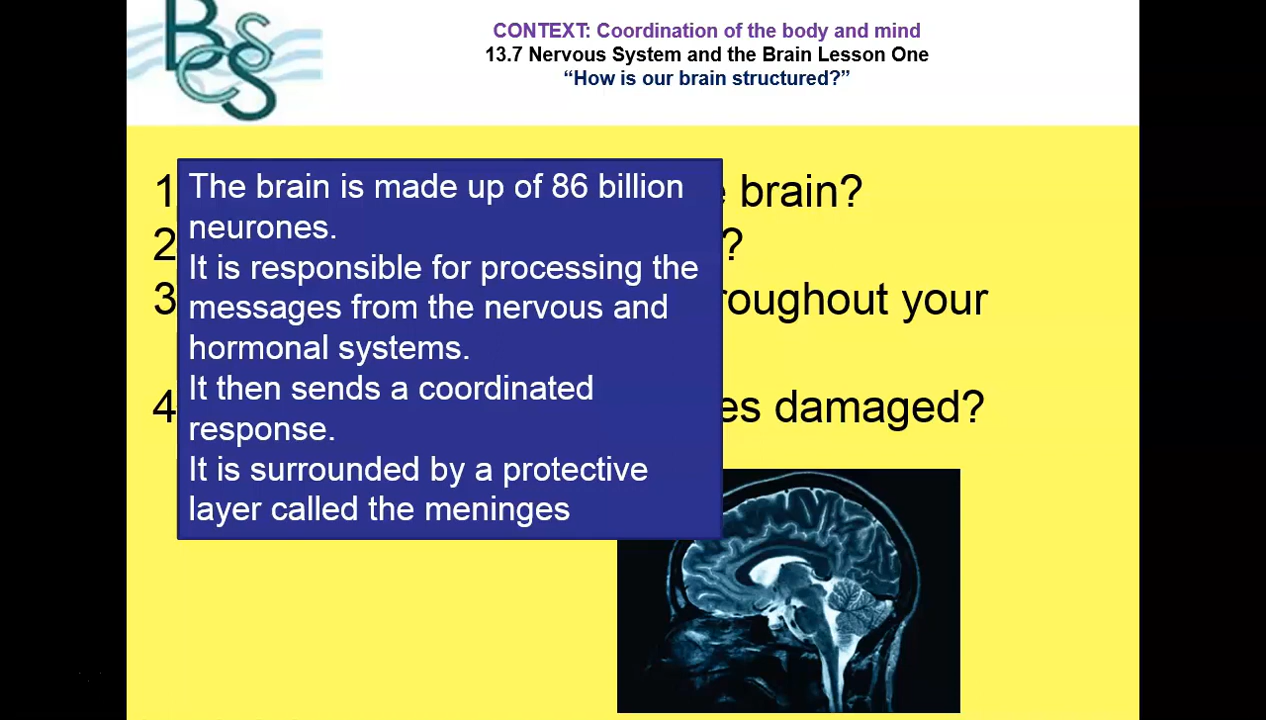 BCCSS
CONTEXT: Coordination of the body and mind
13.7 Nervous System and the Brain Lesson One
“How is our brain structured?”
1 brain?
2 ?
3 your
4 damaged?
The brain is made up of 86 billion
neurones.
It is responsible for processing the
messages from the nervous and
hormonal systems.
It then sends a coordinated
response.
It is surrounded by a protective
layer called the meninges